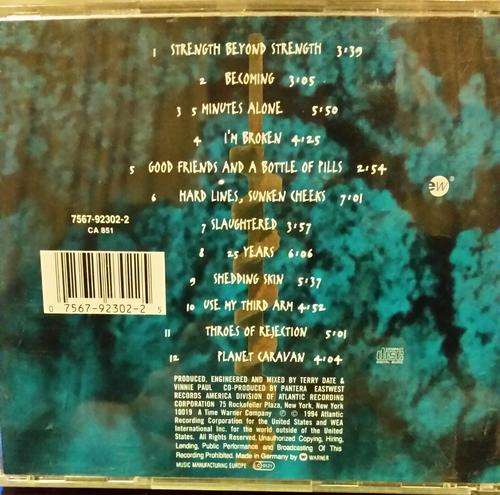 1 STRENGTH BEYOND STRENGTH 3:39
2 BECOMING 3:05
3 5 MINUTES ALONE 5:50
4 I'M BROKEN 4:25
5 GOOD FRIENDS AND A BOTTLE OF PILLS 2:54
6 HARD LINES, SUNKEN CHEEKS 7:01
7 SLAUGHTERED 3:57
8 25 YEARS 6:06
9 SHEDDING SKIN 5:37
10 USE MY THIRD ARM 4:52
11 THROES OF REJECTION 5:01
12 PLANET CARAVAN 4:04
ew
7567-92302-2
CA 851
0 7567-92302-2 5
disc
PRODUCED, ENGINEERED AND MIXED BY TERRY DATE &
VINNIE PAUL CO-PRODUCED BY PANTERA EASTWEST
RECORDS AMERICA DIVISION OF ATLANTIC RECORDING
CORPORATION 75 Rockefeller Plaza, New York, New York
10019 A Time Warner Company ℗ © 1994 Atlantic
Recording Corporation for the United States and WEA
International Inc. for the world outside of the United
States. All Rights Reserved. Unauthorized Copying, Hiring,
Lending, Public Performance and Broadcasting Of This
Recording Prohibited. Made in Germany by WARNER
MUSIC MANUFACTURING EUROPE